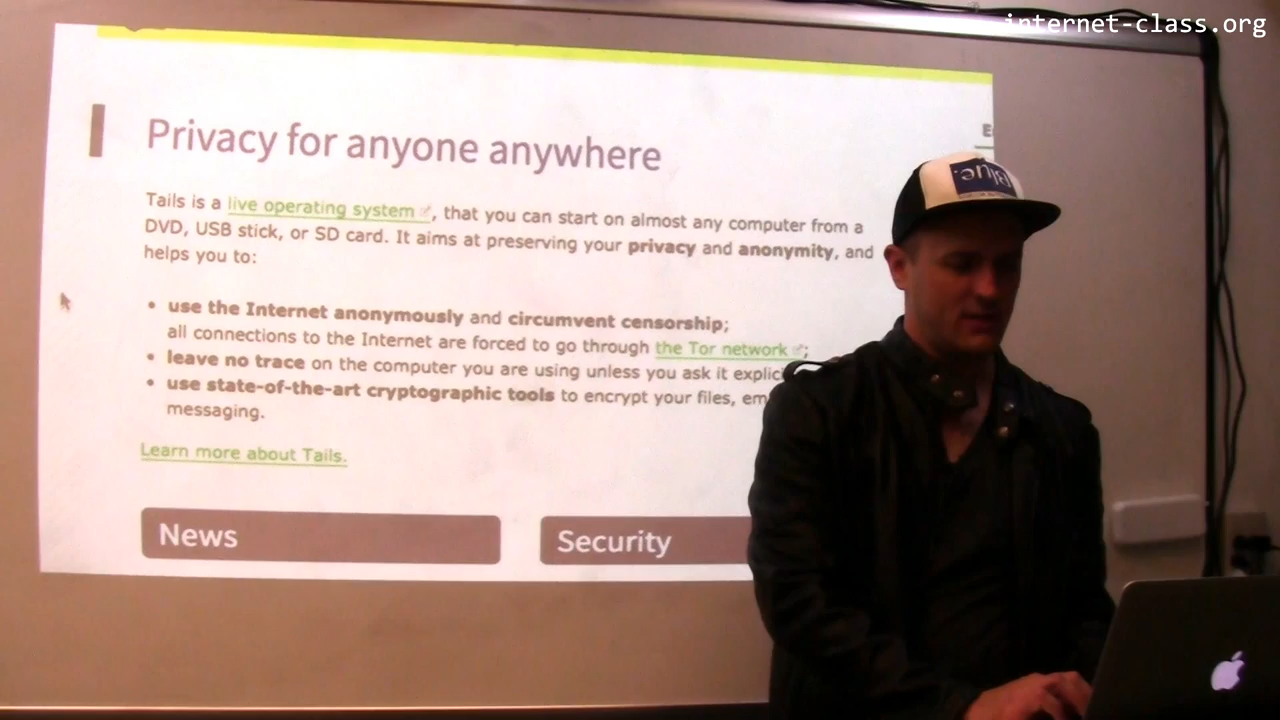 internet-class.org
E
Privacy for anyone anywhere
Tails is a live operating system, that you can start on almost any computer from a
DVD, USB stick, or SD card. It aims at preserving your privacy and anonymity, and
helps you to:
• use the Internet anonymously and circumvent censorship;
all connections to the Internet are forced to go through the Tor network;
• leave no trace on the computer you are using unless you ask it explic
• use state-of-the-art cryptographic tools to encrypt your files, em
messaging.
Learn more about Tails.
News
Security
Blue.